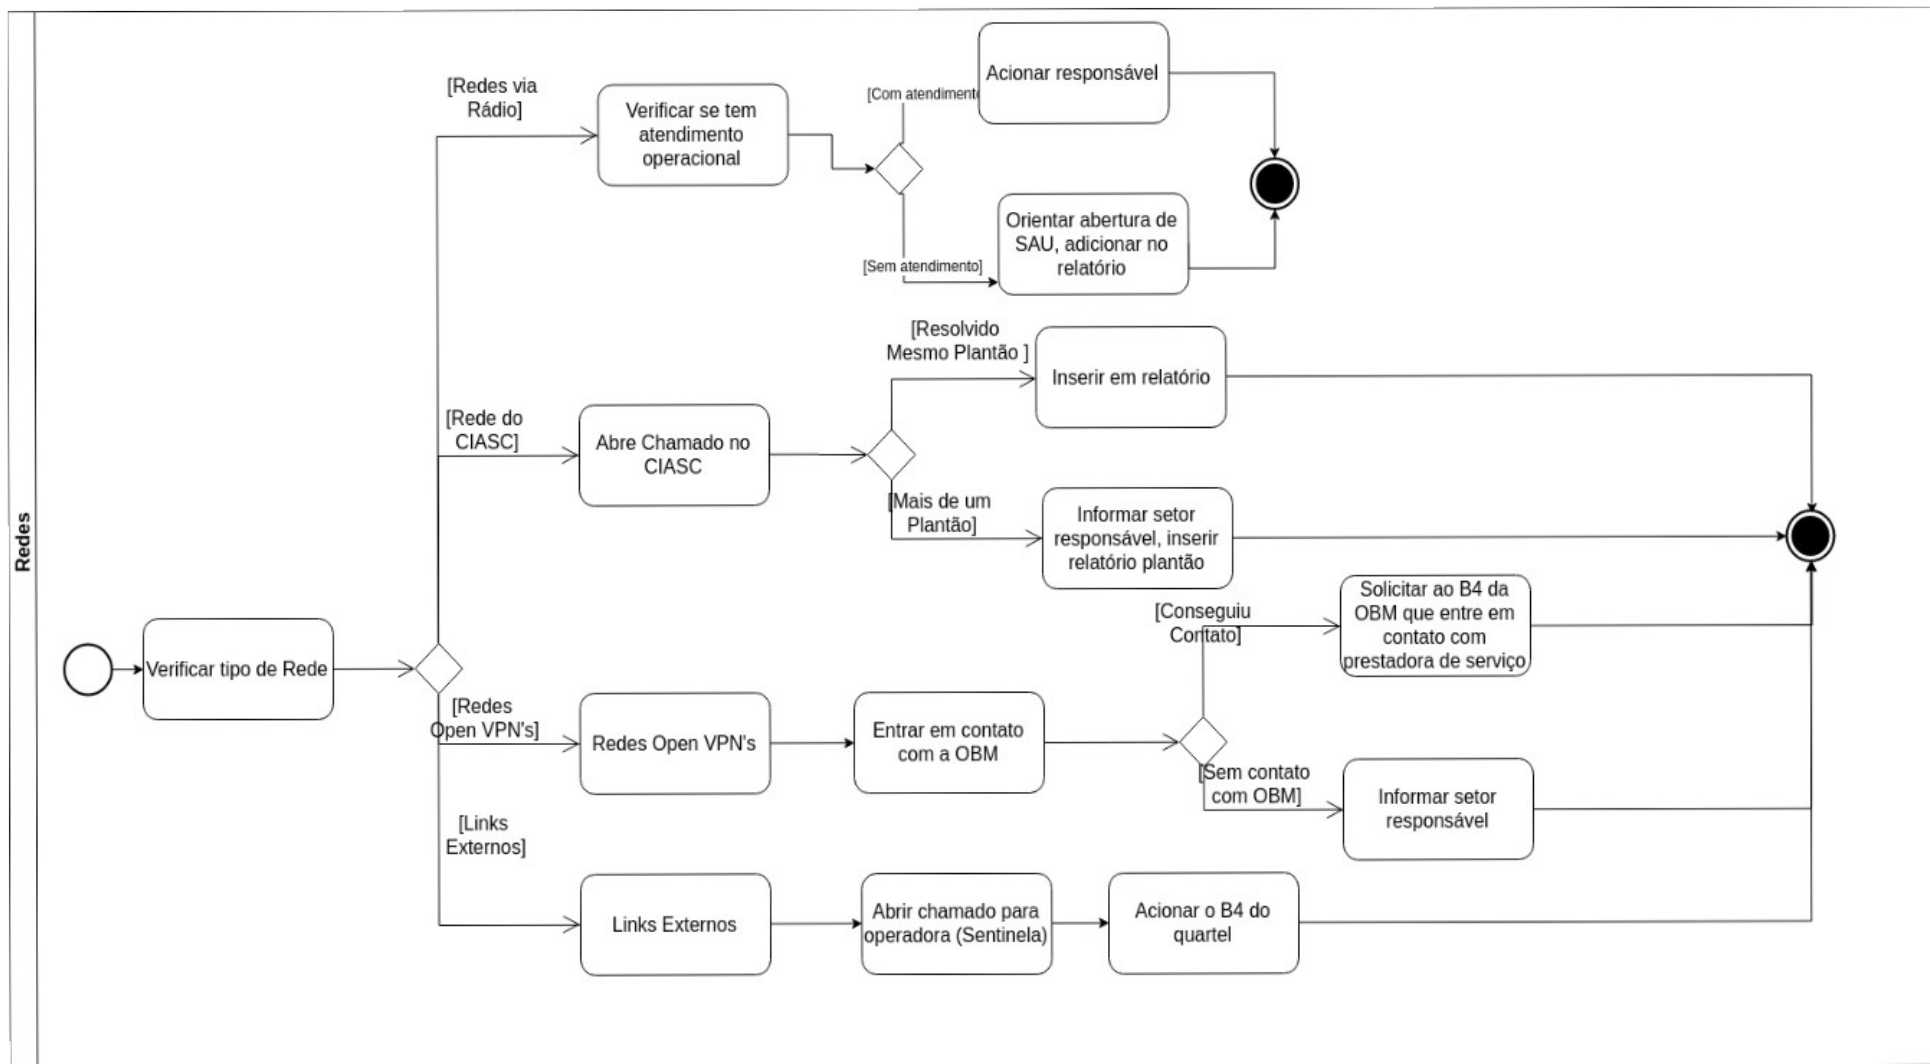 Redes
Verificar tipo de Rede
[Redes via
Rádio]
Verificar se tem
atendimento
operacional
[Com atendimento
Acionar responsável
[Sem atendimento]
Orientar abertura de
SAU, adicionar no
relatório
[Rede do
CIASC]
Abre Chamado no
CIASC
[Resolvido
Mesmo Plantão ]
Inserir em relatório
[Mais de um
Plantão]
Informar setor
responsável, inserir
relatório plantão
[Redes
Open VPN's]
Redes Open VPN's
Entrar em contato
com a OBM
[Conseguiu
Contato]
Solicitar ao B4 da
OBM que entre em
contato com
prestadora de serviço
[Sem contato
com OBM]
Informar setor
responsável
[Links
Externos]
Links Externos
Abrir chamado para
operadora (Sentinela)
Acionar o B4 do
quartel